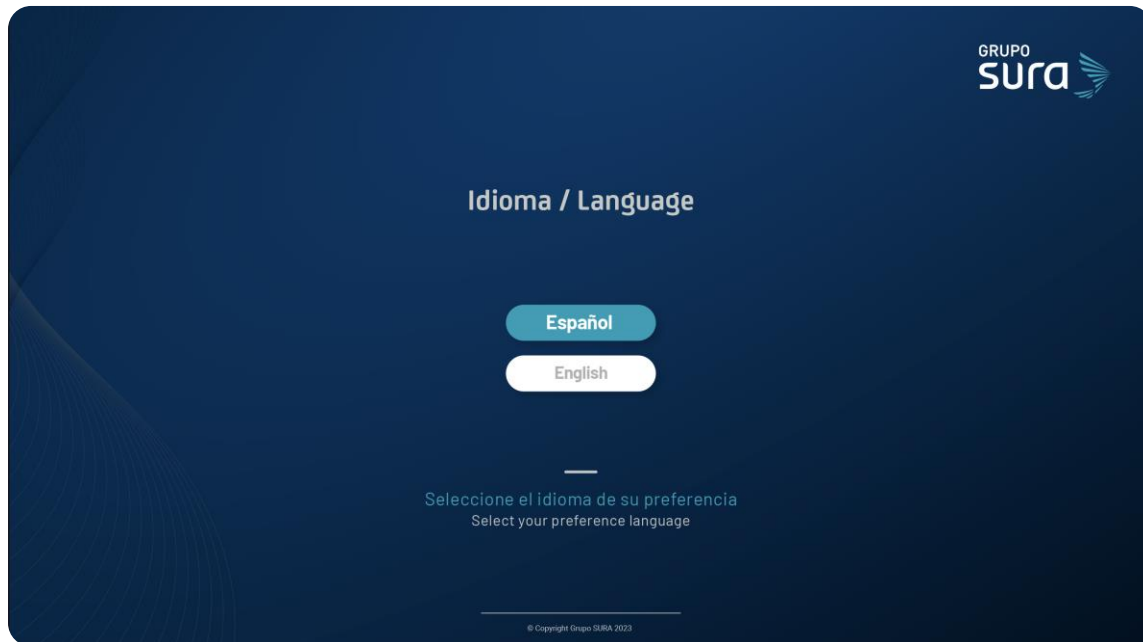 GRUPO
sura
Idioma / Language
Español
English
Seleccione el idioma de su preferencia
Select your preference language
© Copyright Grupo SURA 2023